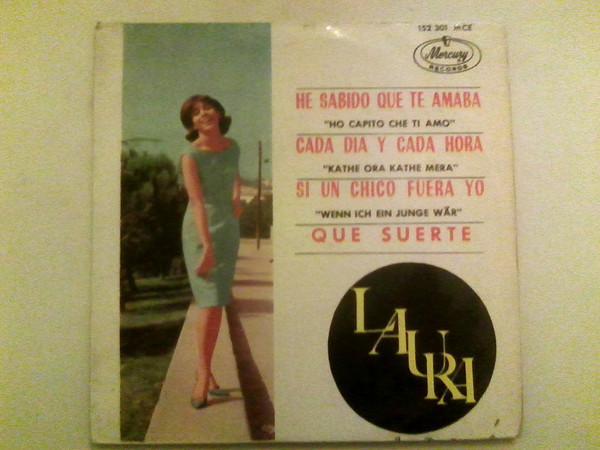 152 301 MCE
Mercury
RECORDS
HE SABIDO QUE TE AMABA
"HO CAPITO CHE TI AMO"
CADA DIA Y CADA HORA
"KATHE ORA KATHE MERA"
SI UN CHICO FUERA YO
"WENN ICH EIN JUNGE WÄR"
QUE SUERTE
LAURA